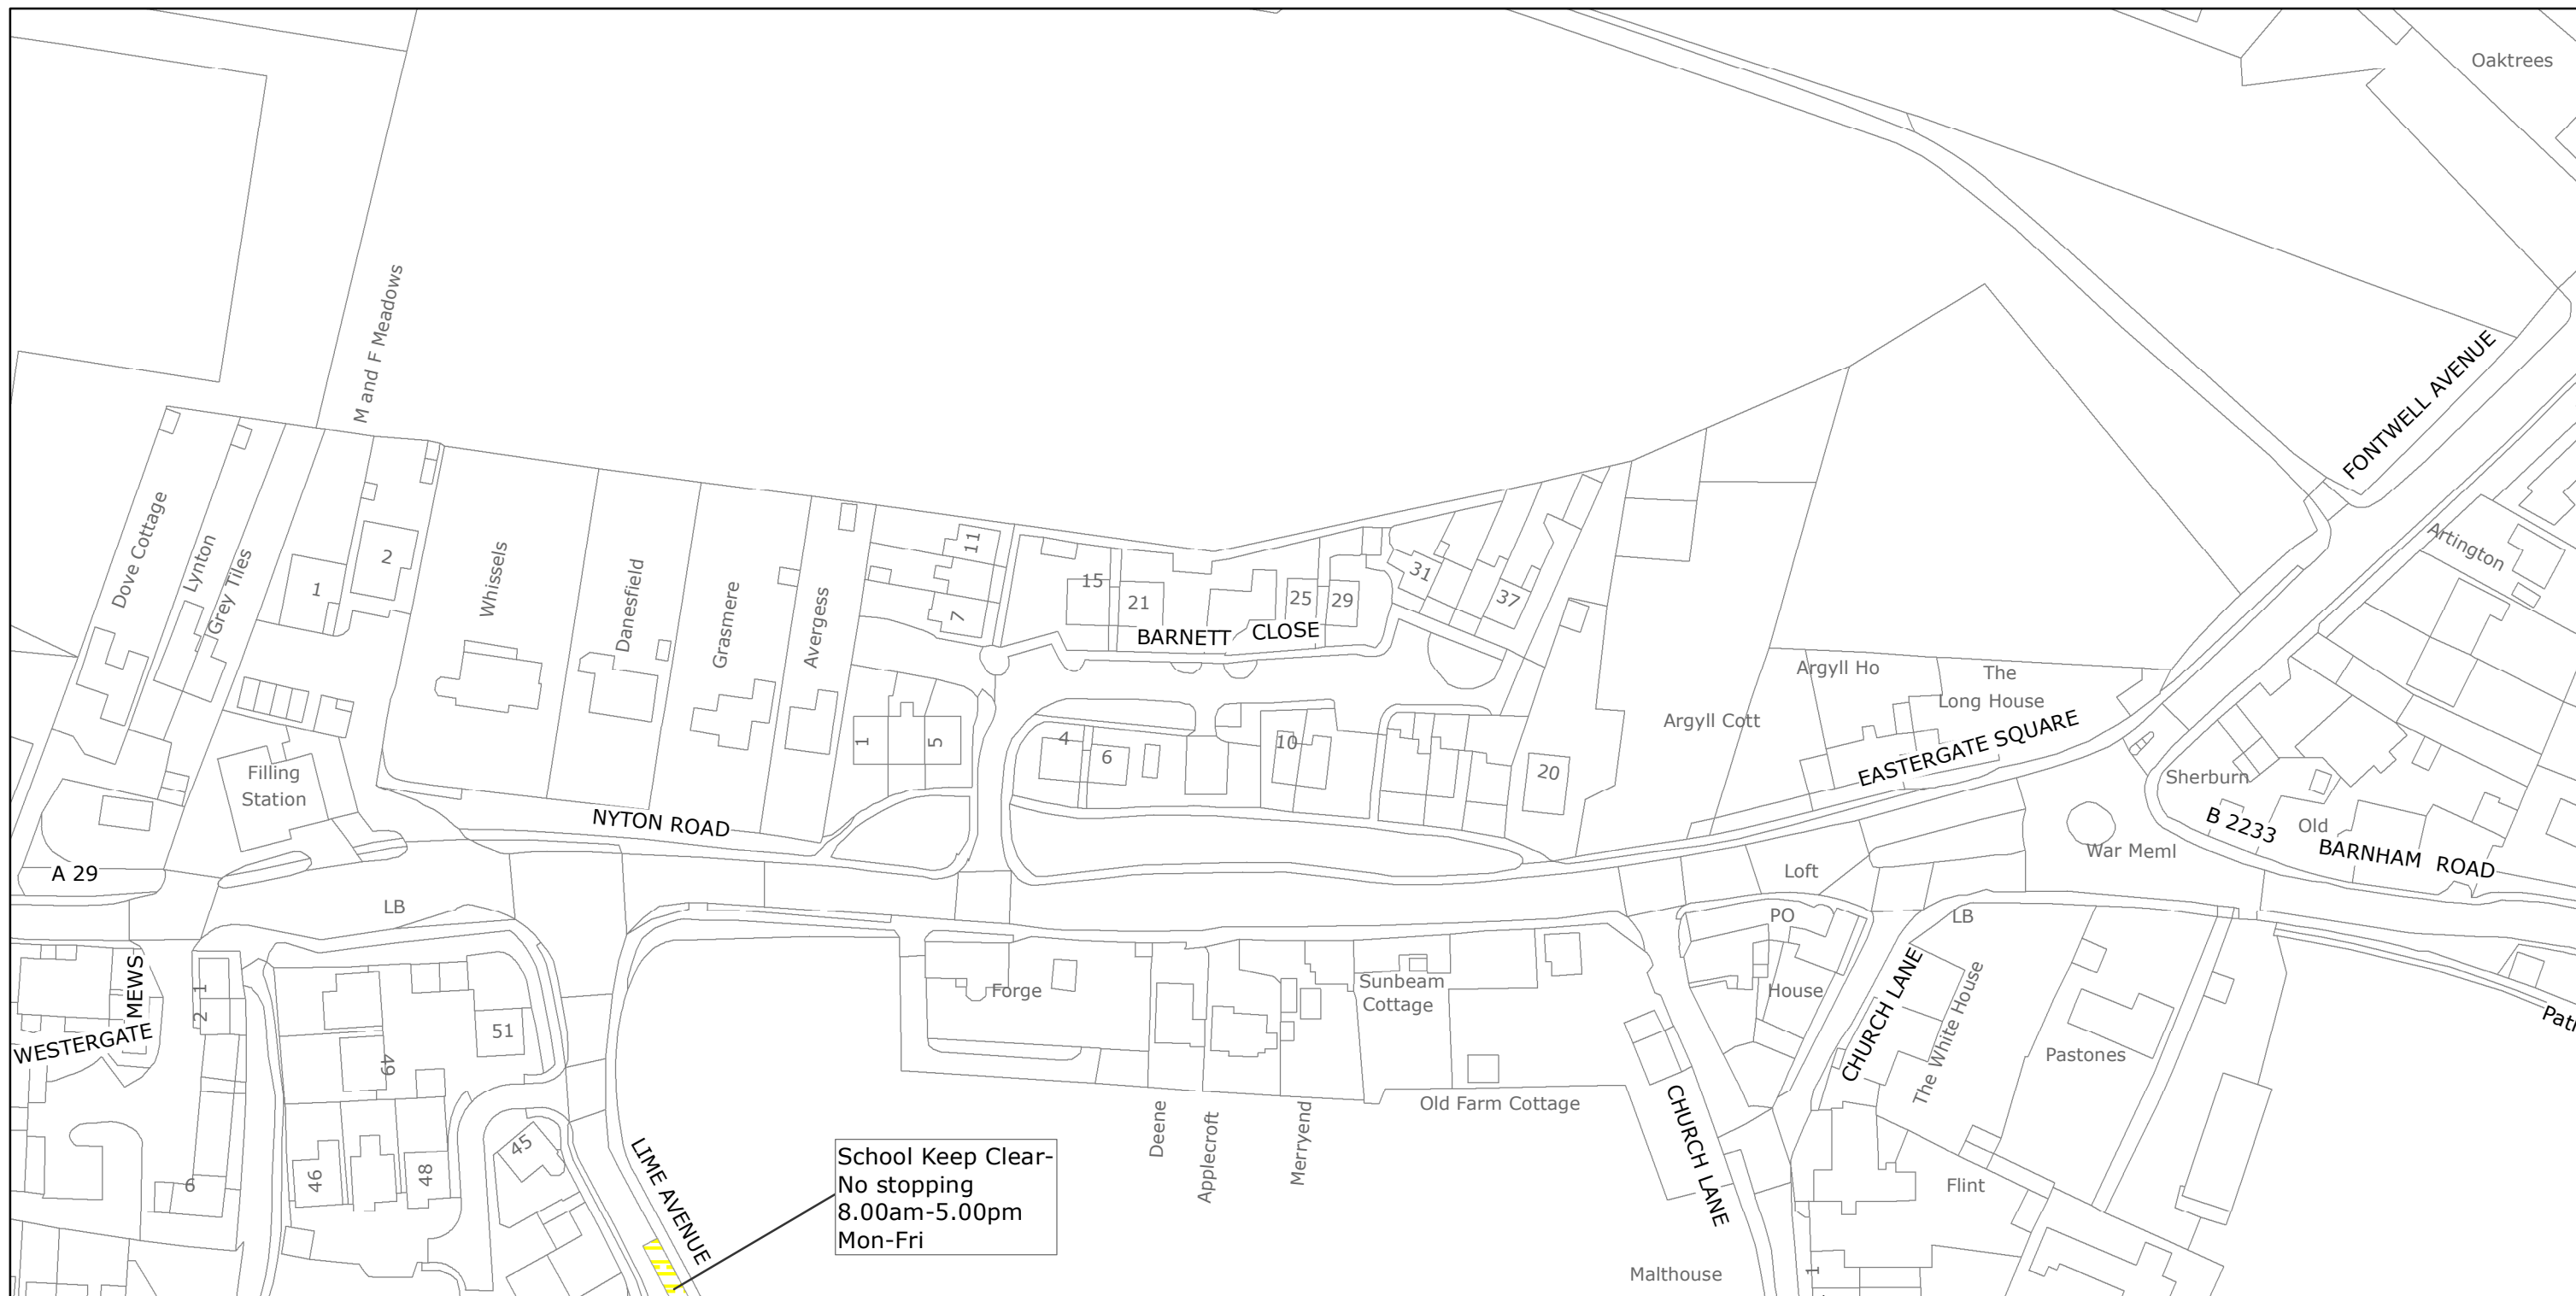 Oaktrees
M and F Meadows
FONTWELL AVENUE
Dove Cottage
Lynton
Grey Tiles
1
2
Whissels
Danesfield
Grasmere
Avergess
11
7
15
21
25
29
31
37
Artington
BARNETT CLOSE
Argyll Ho
The
Long House
Argyll Cott
EASTERGATE SQUARE
1
5
4
6
10
20
Filling
Station
NYTON ROAD
Sherburn
B 2233
Old
BARNHAM ROAD
War Meml
A 29
Loft
LB
PO
LB
MEWS
WESTERGATE
1
2
51
49
Forge
Sunbeam
Cottage
House
CHURCH LANE
The White House
Pastones
Old Farm Cottage
Deene
Applecroft
Merryend
CHURCH LANE
45
46
48
6
LIME AVENUE
School Keep Clear-
No stopping
8.00am-5.00pm
Mon-Fri
Flint
Malthouse
1